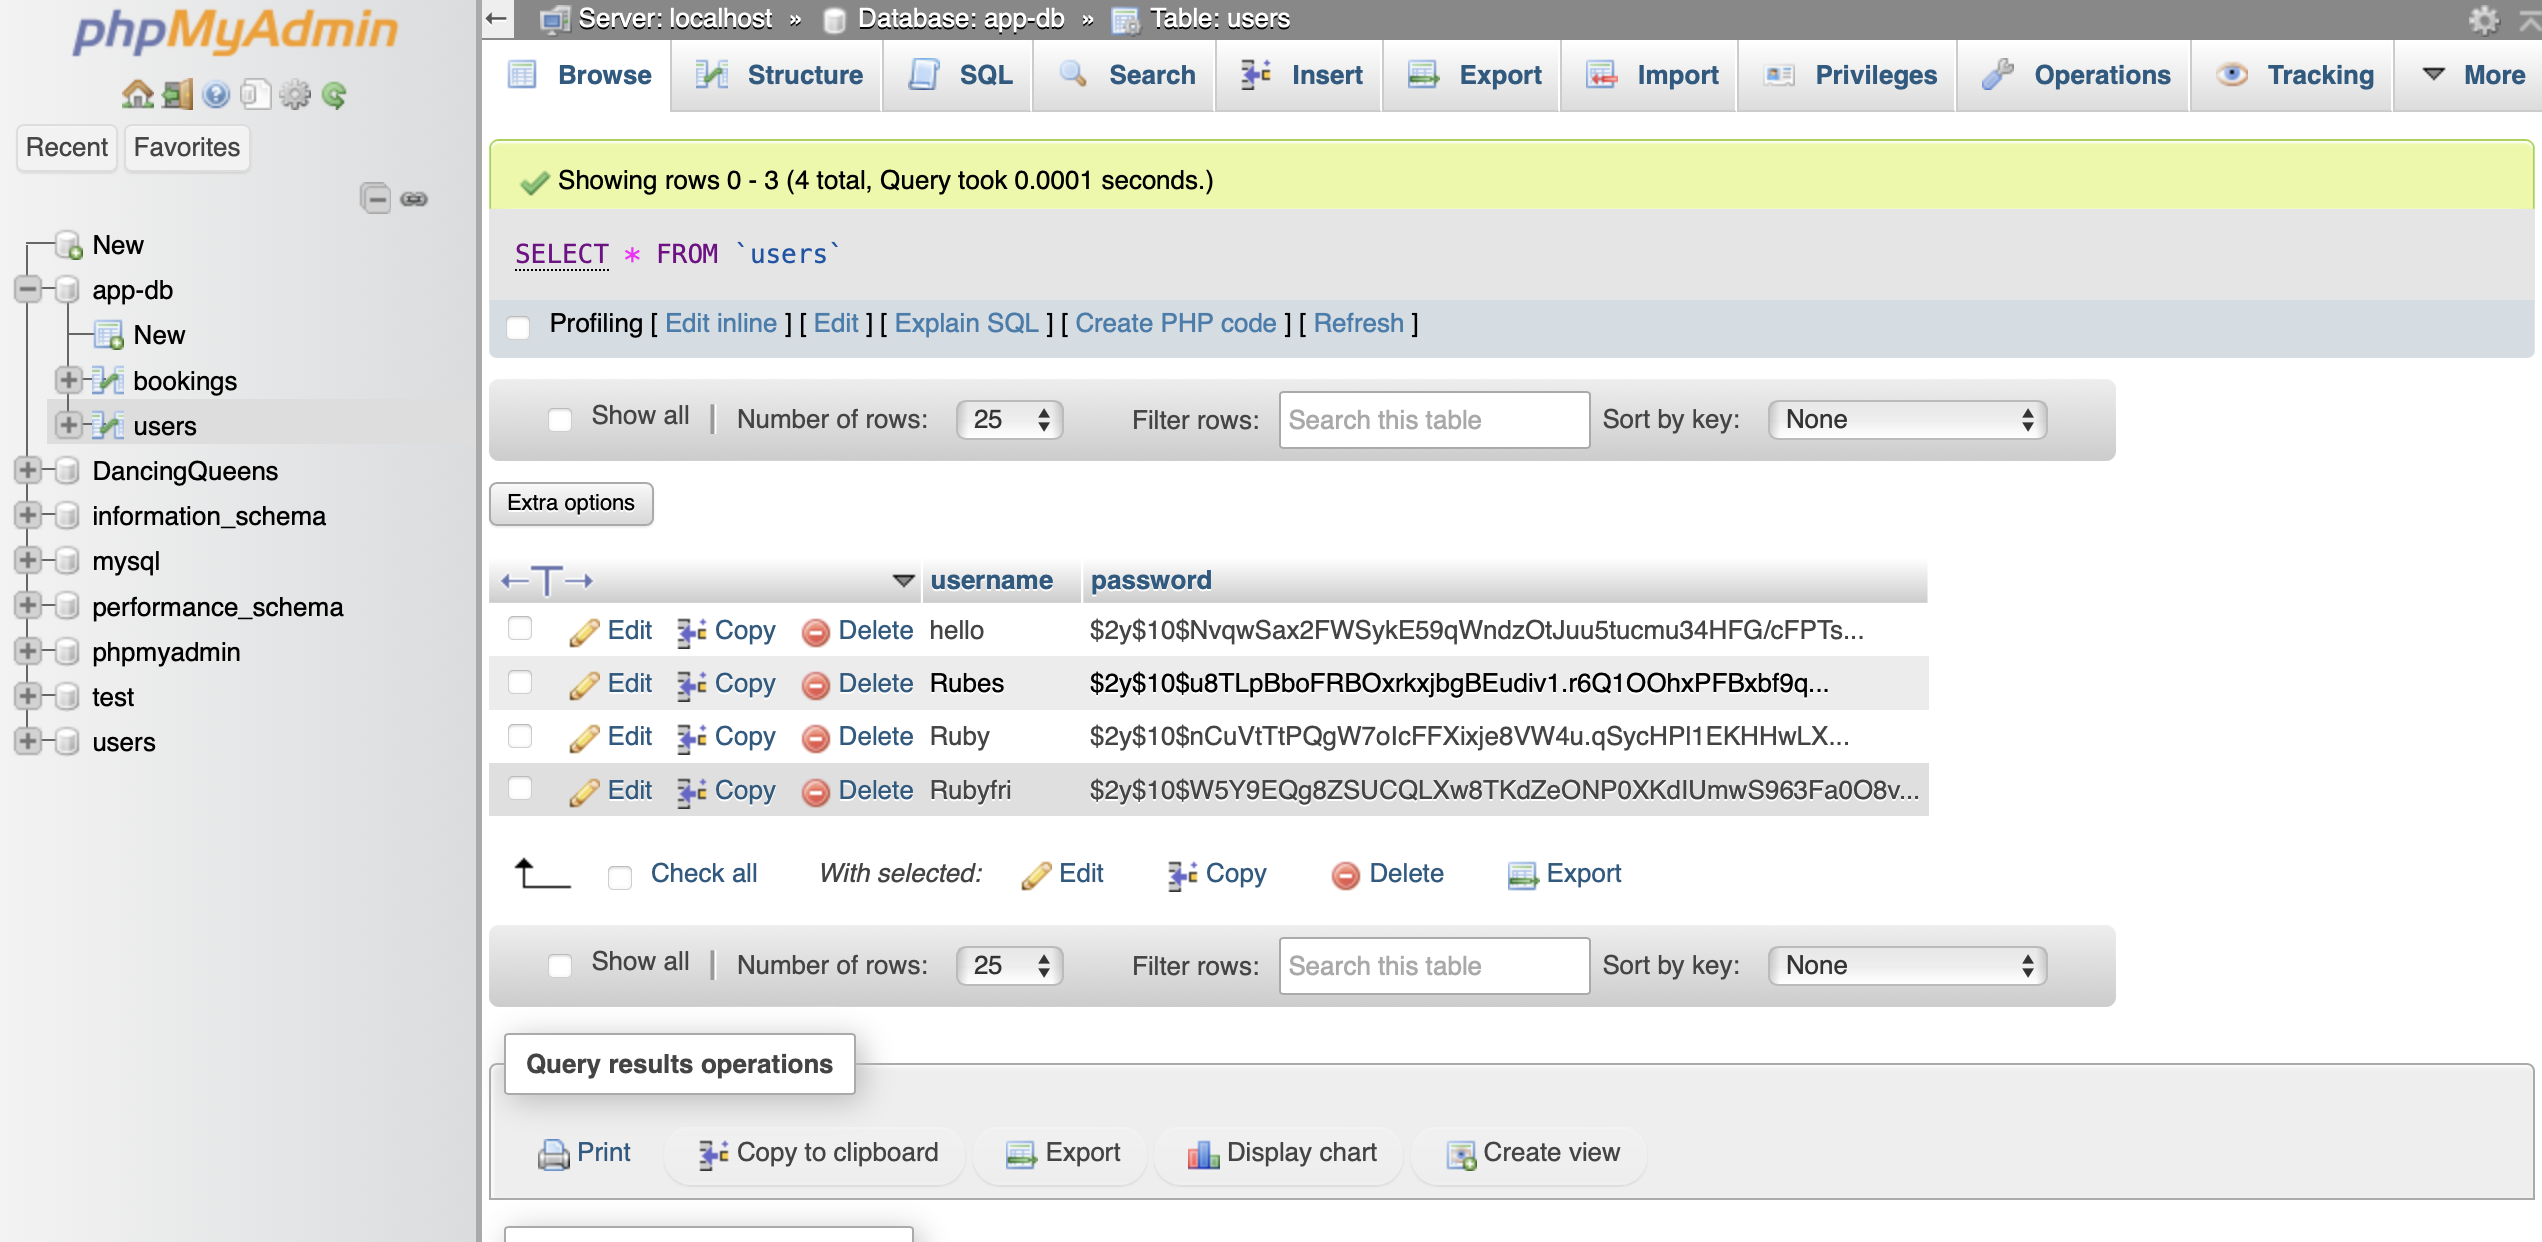 phpMyAdmin
Recent Favorites
New
app-db
New
bookings
users
DancingQueens
information_schema
mysql
performance_schema
phpmyadmin
test
users
Server: localhost » Database: app-db » Table: users
Browse Structure SQL Search Insert Export Import Privileges Operations Tracking More
Showing rows 0 - 3 (4 total, Query took 0.0001 seconds.)
SELECT * FROM `users`
Profiling [ Edit inline ] [ Edit ] [ Explain SQL ] [ Create PHP code ] [ Refresh ]
Show all | Number of rows: 25 Filter rows: Search this table Sort by key: None
Extra options
←T→ username password
Edit Copy Delete hello $2y$10$NvqwSax2FWSykE59qWndzOtJuu5tucmu34HFG/cFPTs...
Edit Copy Delete Rubes $2y$10$u8TLpBboFRBOxrkxjbgBEudiv1.r6Q1OOhxPFBxbf9q...
Edit Copy Delete Ruby $2y$10$nCuVtTtPQgW7oIcFFXixje8VW4u.qSycHPl1EKHHwLX...
Edit Copy Delete Rubyfri $2y$10$W5Y9EQg8ZSUCQLXw8TKdZeONP0XKdIUmwS963Fa0O8v...
Check all With selected: Edit Copy Delete Export
Show all | Number of rows: 25 Filter rows: Search this table Sort by key: None
Query results operations
Print Copy to clipboard Export Display chart Create view